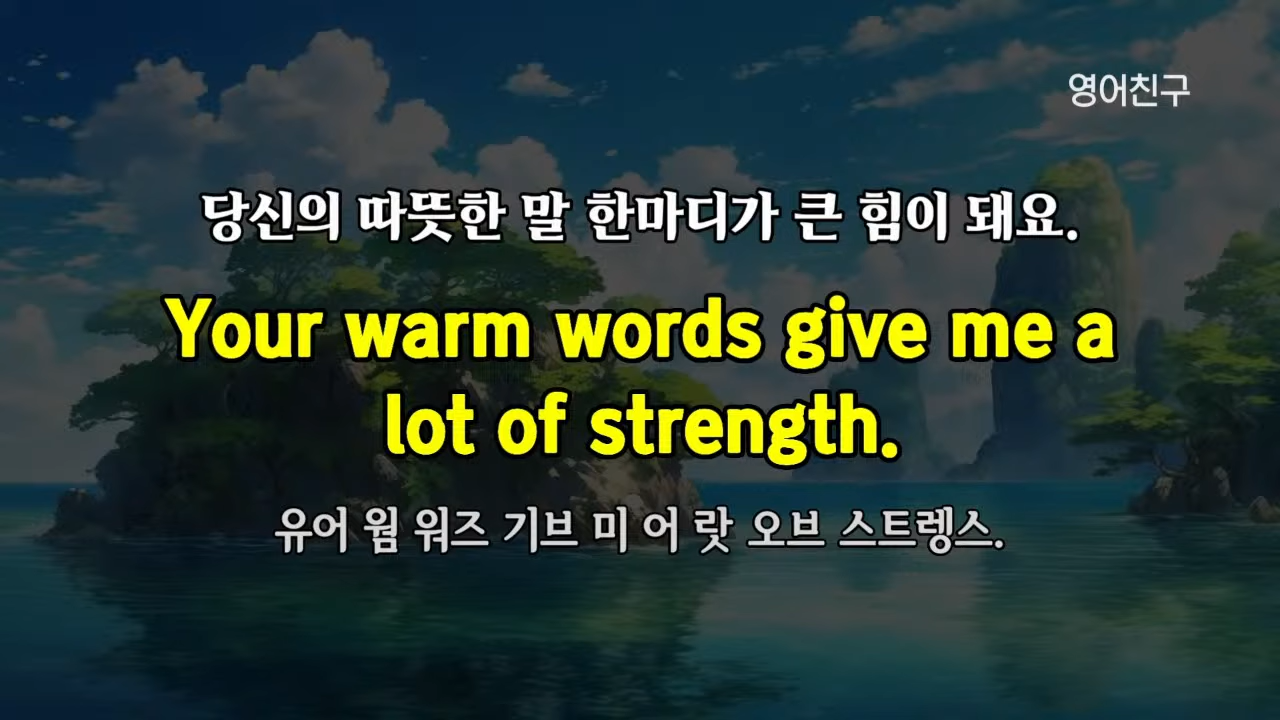 영어친구
당신의 따뜻한 말 한마디가 큰 힘이 돼요.
Your warm words give me a
lot of strength.
유어 웜 워즈 기브 미 어 랏 오브 스트렝스.